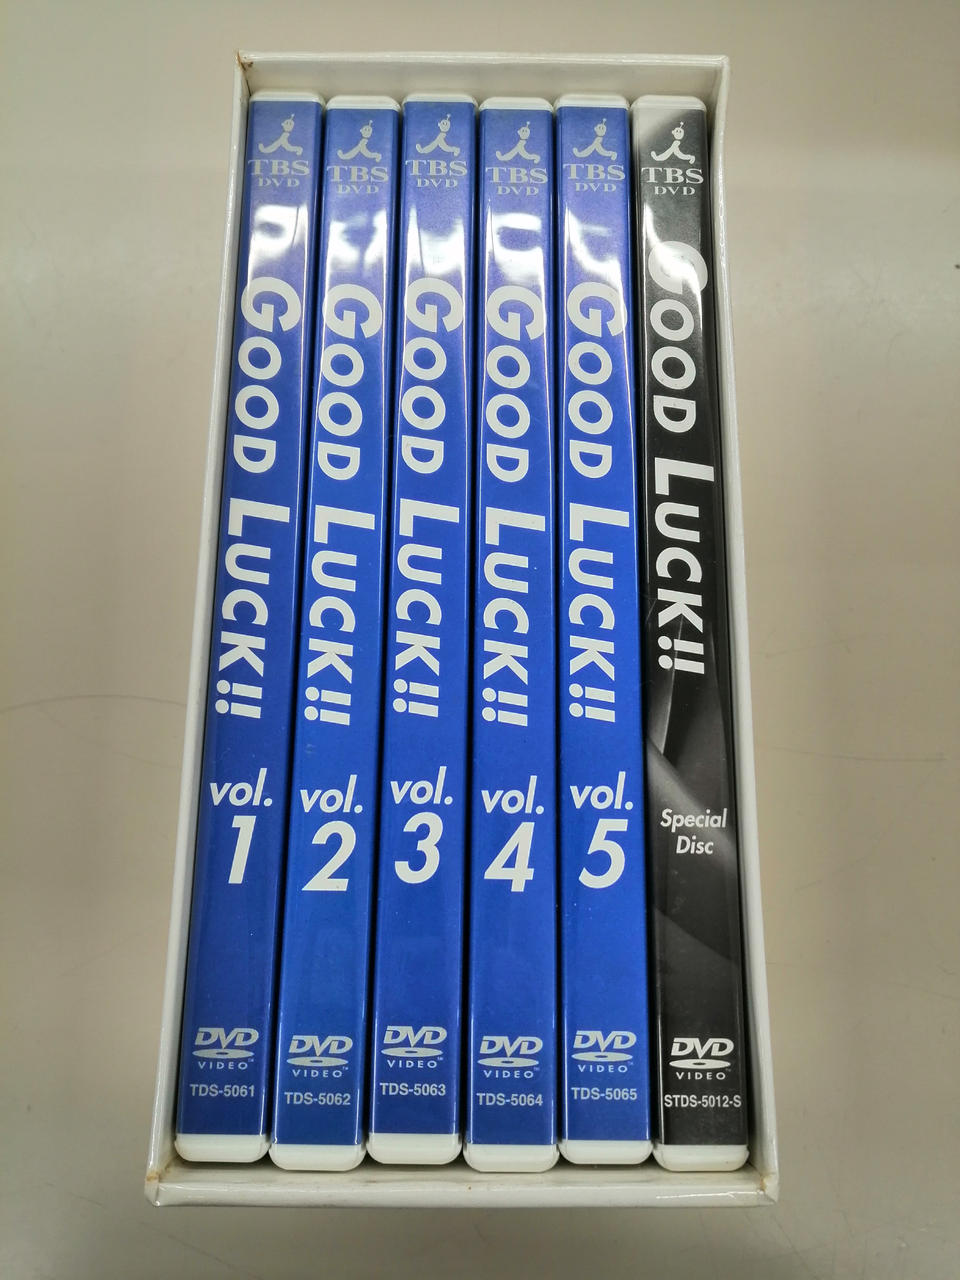 TBS
DVD
GOOD LUCK!!
vol.
1
DVD
VIDEO
TDS-5061
TBS
DVD
GOOD LUCK!!
vol.
2
DVD
VIDEO
TDS-5062
TBS
DVD
GOOD LUCK!!
vol.
3
DVD
VIDEO
TDS-5063
TBS
DVD
GOOD LUCK!!
vol.
4
DVD
VIDEO
TDS-5064
TBS
DVD
GOOD LUCK!!
vol.
5
DVD
VIDEO
TDS-5065
TBS
DVD
GOOD LUCK!!
Special
Disc
DVD
VIDEO
STDS-5012-S